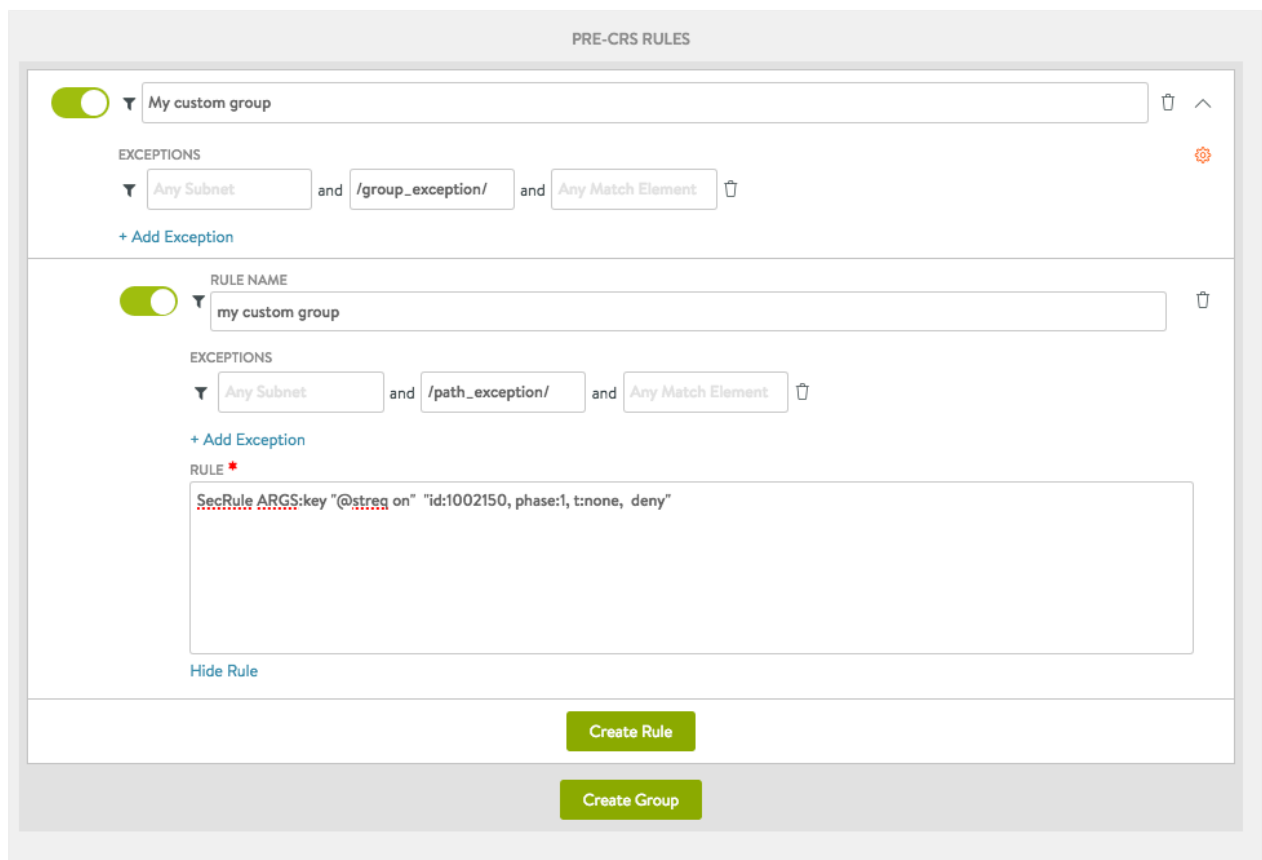 PRE-CRS RULES
My custom group
EXCEPTIONS
Any Subnet and /group_exception/ and Any Match Element
+ Add Exception
RULE NAME
my custom group
EXCEPTIONS
Any Subnet and /path_exception/ and Any Match Element
+ Add Exception
RULE *
SecRule ARGS:key "@streq on"  "id:1002150, phase:1, t:none,  deny"
Hide Rule
Create Rule
Create Group